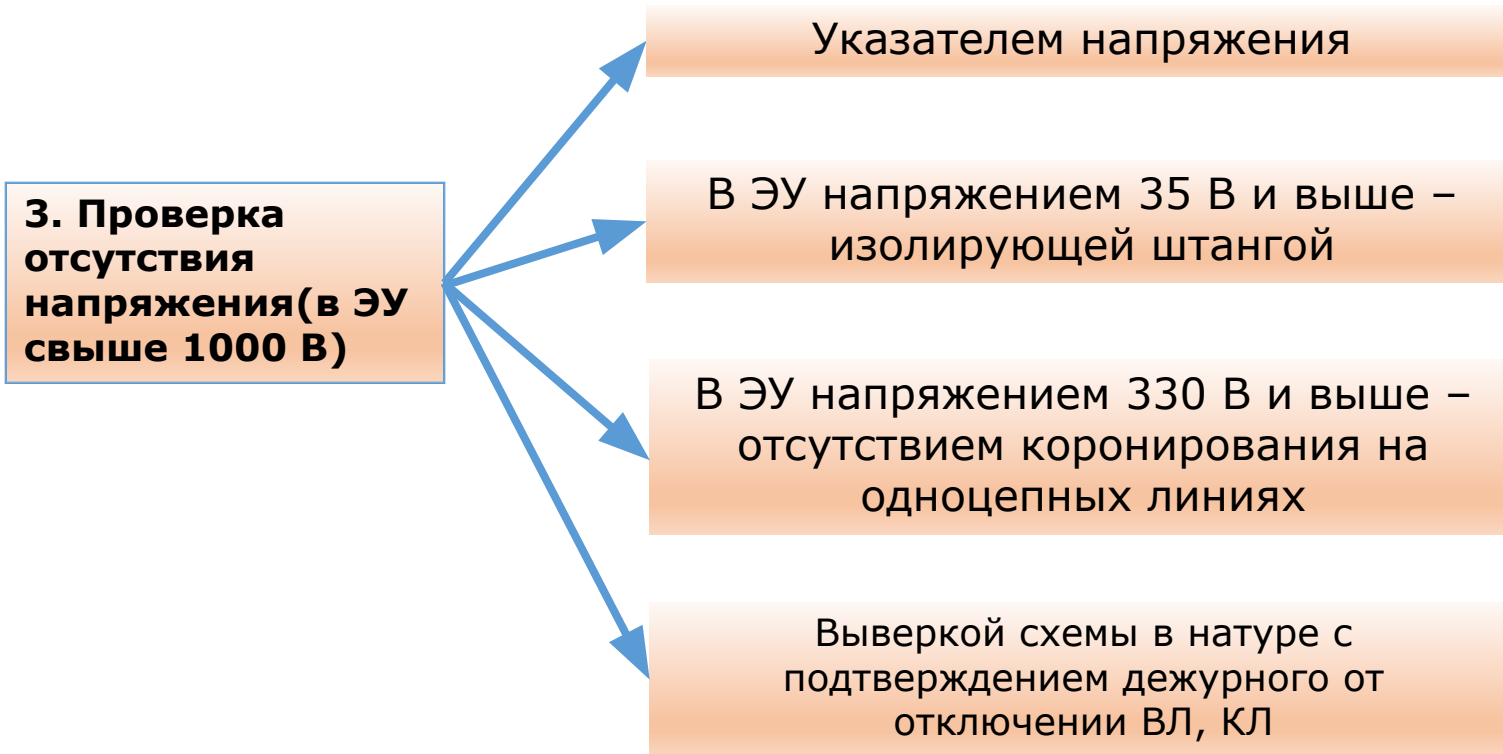 Указателем напряжения
3. Проверка
отсутствия
напряжения(в ЭУ
свыше 1000 В)
В ЭУ напряжением 35 В и выше –
изолирующей штангой
В ЭУ напряжением 330 В и выше –
отсутствием коронирования на
одноцепных линиях
Выверкой схемы в натуре с
подтверждением дежурного от
отключении ВЛ, КЛ